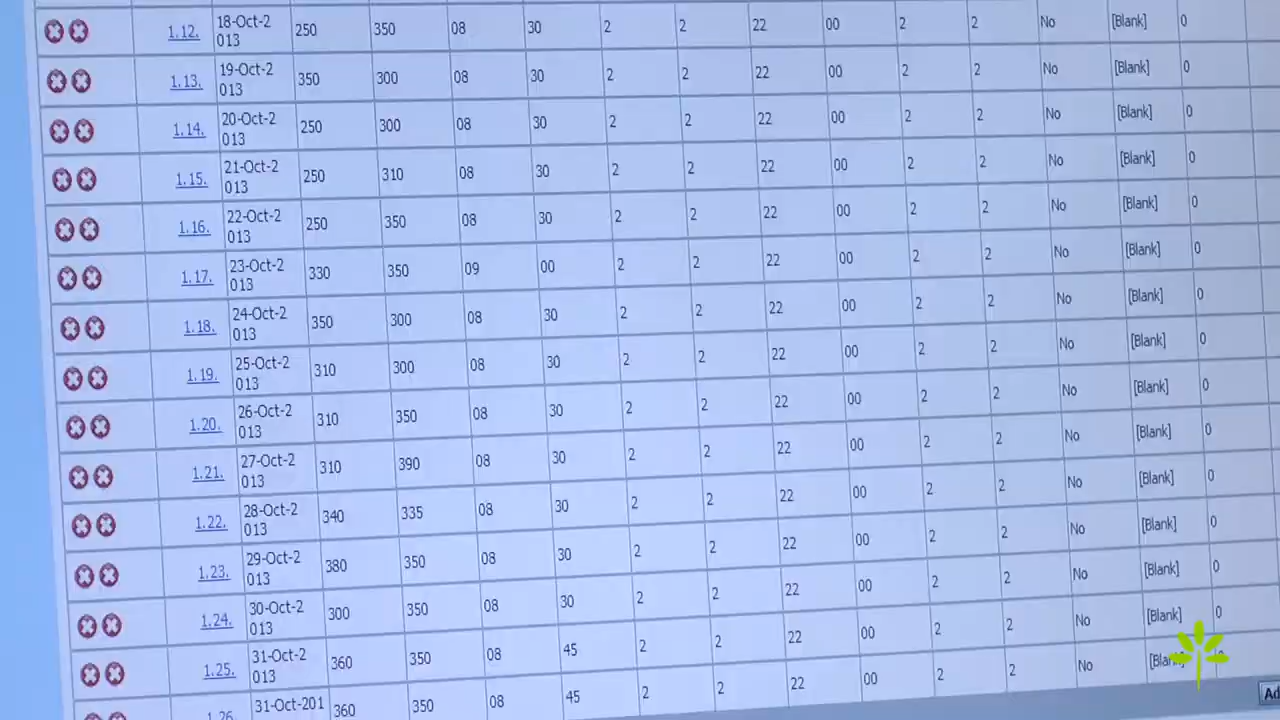 1.12. 18-Oct-2 250 350 08 30 2 2 22 00 2 2 No [Blank] 0
013
1.13. 19-Oct-2 350 300 08 30 2 2 22 00 2 2 No [Blank] 0
013
1.14. 20-Oct-2 250 300 08 30 2 2 22 00 2 2 No [Blank] 0
013
1.15. 21-Oct-2 250 310 08 30 2 2 22 00 2 2 No [Blank] 0
013
1.16. 22-Oct-2 250 350 08 30 2 2 22 00 2 2 No [Blank] 0
013
1.17. 23-Oct-2 330 350 09 00 2 2 22 00 2 2 No [Blank] 0
013
1.18. 24-Oct-2 350 300 08 30 2 2 22 00 2 2 No [Blank] 0
013
1.19. 25-Oct-2 310 300 08 30 2 2 22 00 2 2 No [Blank] 0
013
1.20. 26-Oct-2 310 350 08 30 2 2 22 00 2 2 No [Blank] 0
013
1.21. 27-Oct-2 310 390 08 30 2 2 22 00 2 2 No [Blank] 0
013
1.22. 28-Oct-2 340 335 08 30 2 2 22 00 2 2 No [Blank] 0
013
1.23. 29-Oct-2 380 350 08 30 2 2 22 00 2 2 No [Blank] 0
013
1.24. 30-Oct-2 300 350 08 30 2 2 22 00 2 2 No [Blank] 0
013
1.25. 31-Oct-2 360 350 08 45 2 2 22 00 2 2 No [Blank] 0
013
1.26. 31-Oct-201 360 350 08 45 2 2 22 00 2 2 No